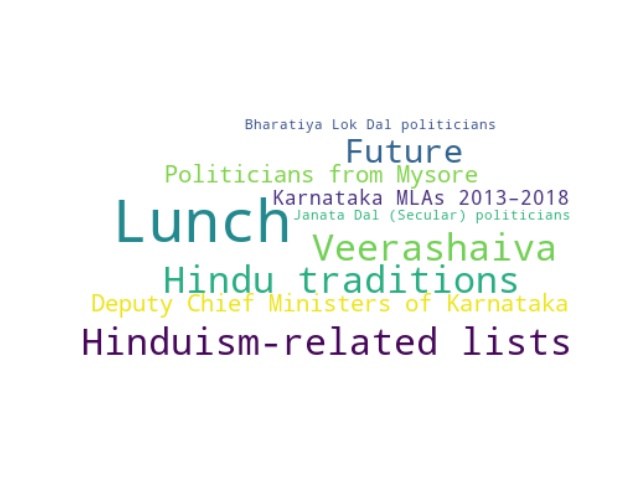 Bharatiya Lok Dal politicians
Future
Politicians from Mysore
Karnataka MLAs 2013–2018
Lunch
Janata Dal (Secular) politicians
Veerashaiva
Hindu traditions
Deputy Chief Ministers of Karnataka
Hinduism-related lists